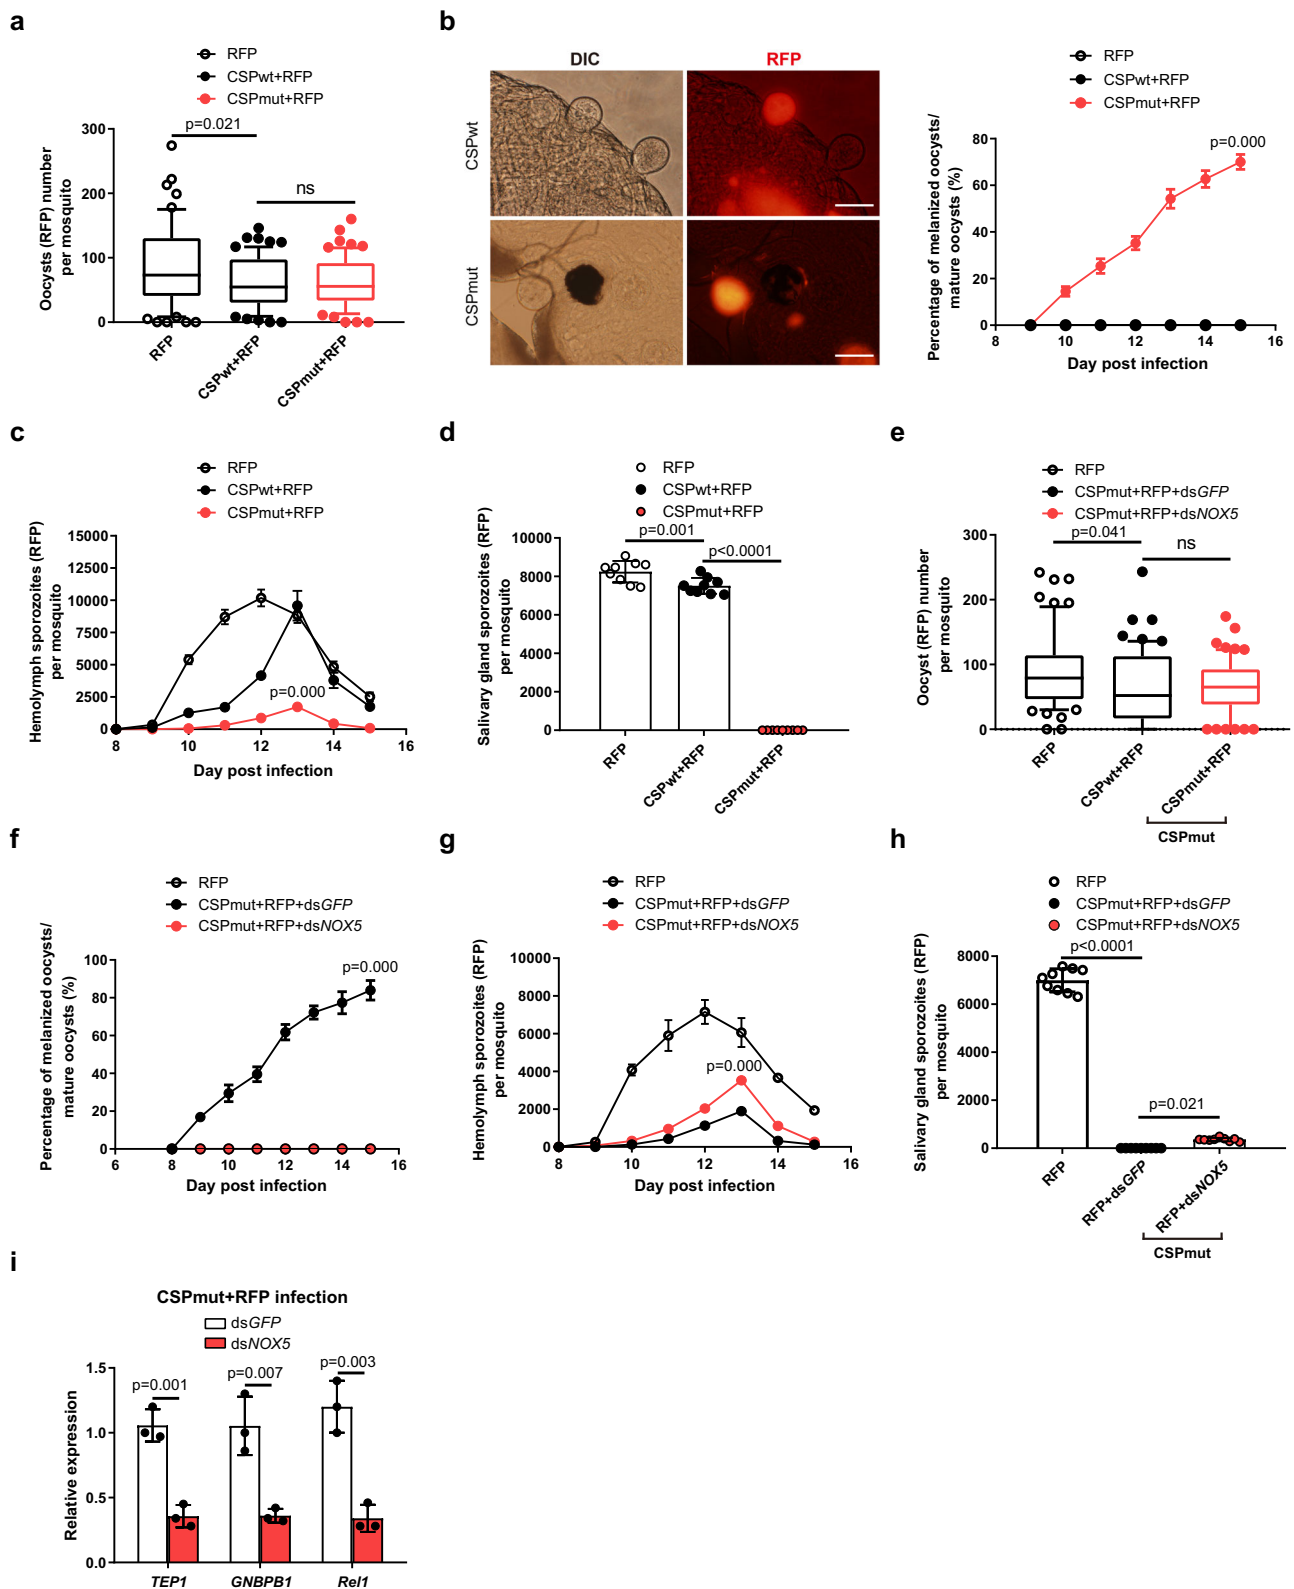 a
RFP
CSPwt+RFP
CSPmut+RFP
p=0.021
ns
300
200
100
0
Oocysts (RFP) number
per mosquito
RFP
CSPwt+RFP
CSPmut+RFP
b
DIC
RFP
CSPwt
CSPmut
RFP
CSPwt+RFP
CSPmut+RFP
p=0.000
80
60
40
20
0
Percentage of melanized oocysts/
mature oocysts (%)
8 10 12 14 16
Day post infection
c
RFP
CSPwt+RFP
CSPmut+RFP
15000
12500
10000
7500
5000
2500
0
Hemolymph sporozoites (RFP)
per mosquito
p=0.000
8 10 12 14 16
Day post infection
d
RFP
CSPwt+RFP
CSPmut+RFP
p=0.001
p<0.0001
10000
8000
6000
4000
2000
0
Salivary gland sporozoites (RFP)
per mosquito
RFP
CSPwt+RFP
CSPmut+RFP
e
RFP
CSPmut+RFP+dsGFP
CSPmut+RFP+dsNOX5
p=0.041
ns
300
200
100
0
Oocyst (RFP) number
per mosquito
RFP
CSPwt+RFP
CSPmut+RFP
CSPmut
f
RFP
CSPmut+RFP+dsGFP
CSPmut+RFP+dsNOX5
p=0.000
100
80
60
40
20
0
Percentage of melanized oocysts/
mature oocysts (%)
6 8 10 12 14 16
Day post infection
g
RFP
CSPmut+RFP+dsGFP
CSPmut+RFP+dsNOX5
10000
8000
6000
4000
2000
0
Hemolymph sporozoites (RFP)
per mosquito
p=0.000
8 10 12 14 16
Day post infection
h
RFP
CSPmut+RFP+dsGFP
CSPmut+RFP+dsNOX5
p<0.0001
p=0.021
8000
6000
4000
2000
0
Salivary gland sporozoites (RFP)
per mosquito
RFP
RFP+dsGFP
RFP+dsNOX5
CSPmut
i
CSPmut+RFP infection
dsGFP
dsNOX5
p=0.001
p=0.007
p=0.003
1.5
1.0
0.5
0.0
Relative expression
TEP1
GNBPB1
Rel1